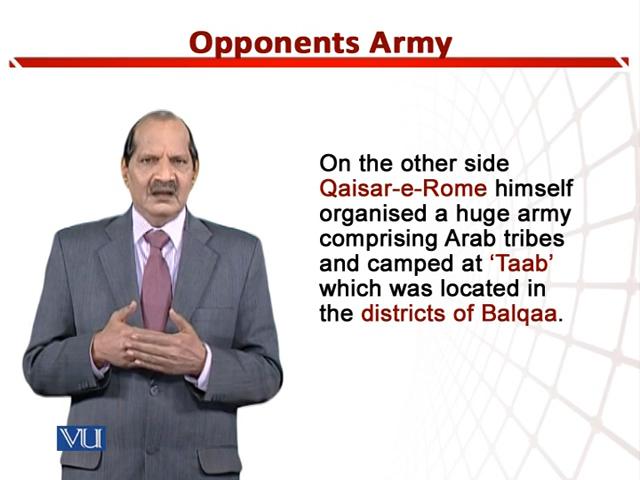 Opponents Army
On the other side
Qaisar-e-Rome himself
organised a huge army
comprising Arab tribes
and camped at ‘Taab’
which was located in
the districts of Balqaa.
VU